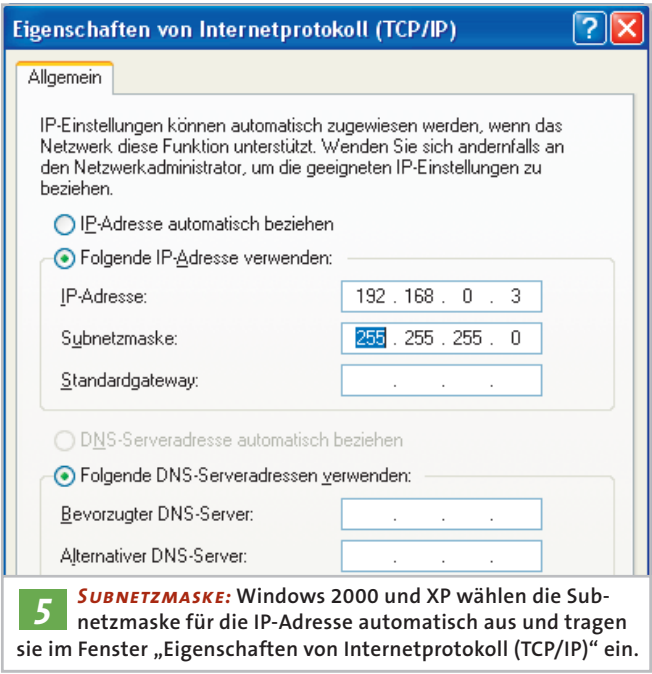 Eigenschaften von Internetprotokoll (TCP/IP)
Allgemein
IP-Einstellungen können automatisch zugewiesen werden, wenn das
Netzwerk diese Funktion unterstützt. Wenden Sie sich andernfalls an
den Netzwerkadministrator, um die geeigneten IP-Einstellungen zu
beziehen.
IP-Adresse automatisch beziehen
Folgende IP-Adresse verwenden:
IP-Adresse: 192 . 168 . 0 . 3
Subnetzmaske: 255 . 255 . 255 . 0
Standardgateway: . . .
DNS-Serveradresse automatisch beziehen
Folgende DNS-Serveradressen verwenden:
Bevorzugter DNS-Server: . . .
Alternativer DNS-Server: . . .
5 SUBNETZMASKE: Windows 2000 und XP wählen die Sub-
netzmaske für die IP-Adresse automatisch aus und tragen
sie im Fenster „Eigenschaften von Internetprotokoll (TCP/IP)“ ein.